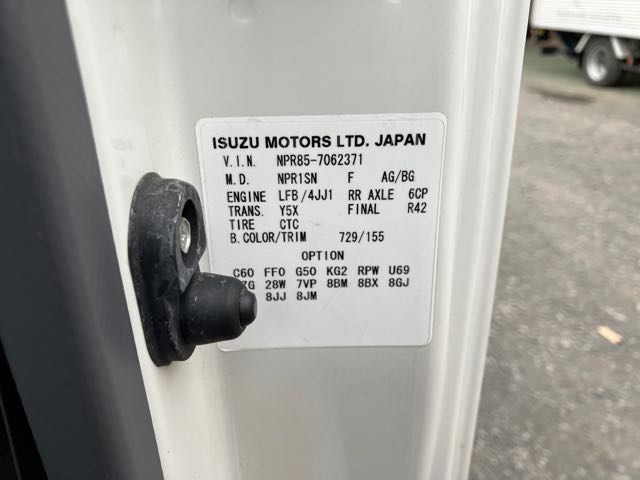 ISUZU MOTORS LTD. JAPAN
V.I.N. NPR85-7062371
M.D. NPR1SN F AG/BG
ENGINE LFB/4JJ1 RR AXLE 6CP
TRANS. Y5X FINAL R42
TIRE CTC
B.COLOR/TRIM 729/155
OPTION
C60 FF0 G50 KG2 RPW U69
28W 7VP 8BM 8BX 8GJ
8JJ 8JM